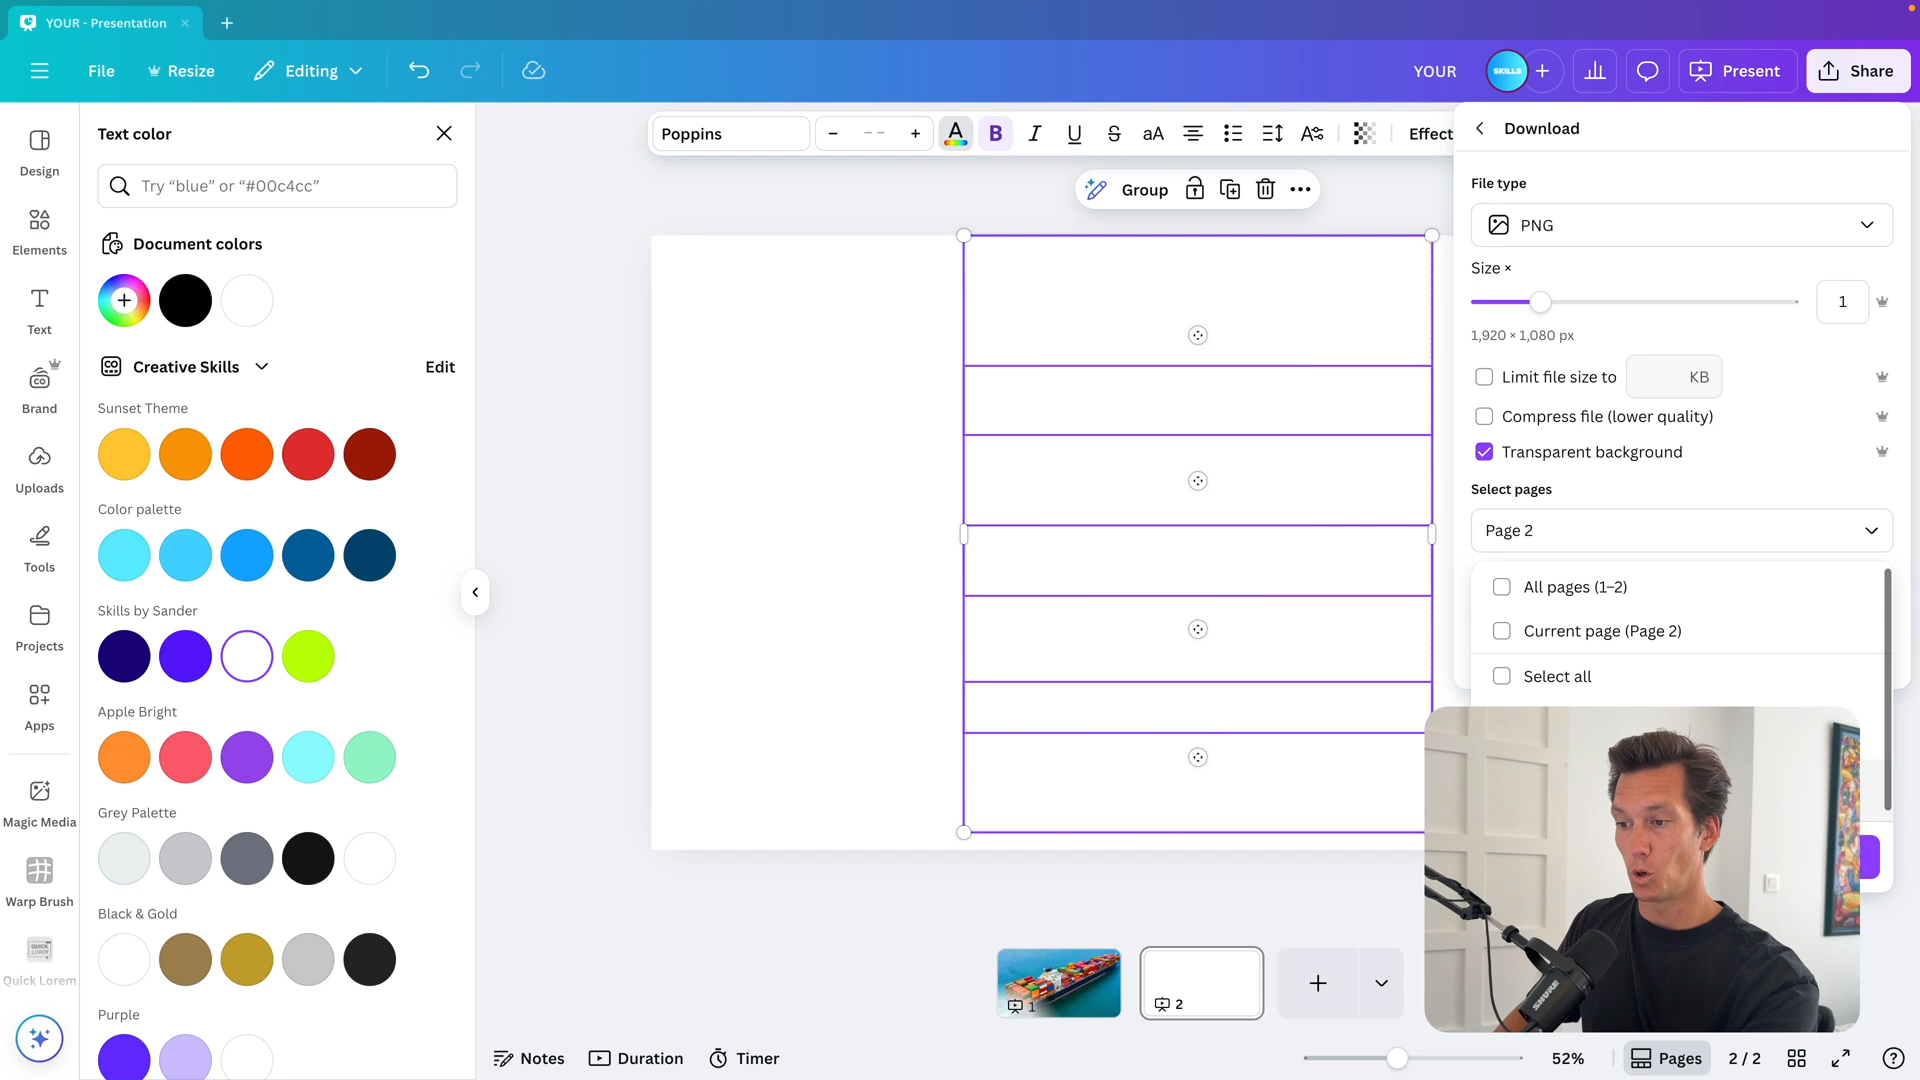 YOUR - Presentation
File
Resize
Editing
YOUR
SKILLS
Present
Share
Text color
Try “blue” or “#00c4cc”
Document colors
Creative Skills
Edit
Sunset Theme
Color palette
Skills by Sander
Apple Bright
Grey Palette
Black & Gold
Purple
Design
Elements
Text
Brand
Uploads
Tools
Projects
Apps
Magic Media
Warp Brush
QUICK LOREM
Quick Lorem
Poppins
– -- +
A
B
I
U
S
aA
Effect
Group
Download
File type
PNG
Size ×
1
1,920 × 1,080 px
Limit file size to
KB
Compress file (lower quality)
Transparent background
Select pages
Page 2
All pages (1–2)
Current page (Page 2)
Select all
SHURE
1
2
Notes
Duration
Timer
52%
Pages
2 / 2